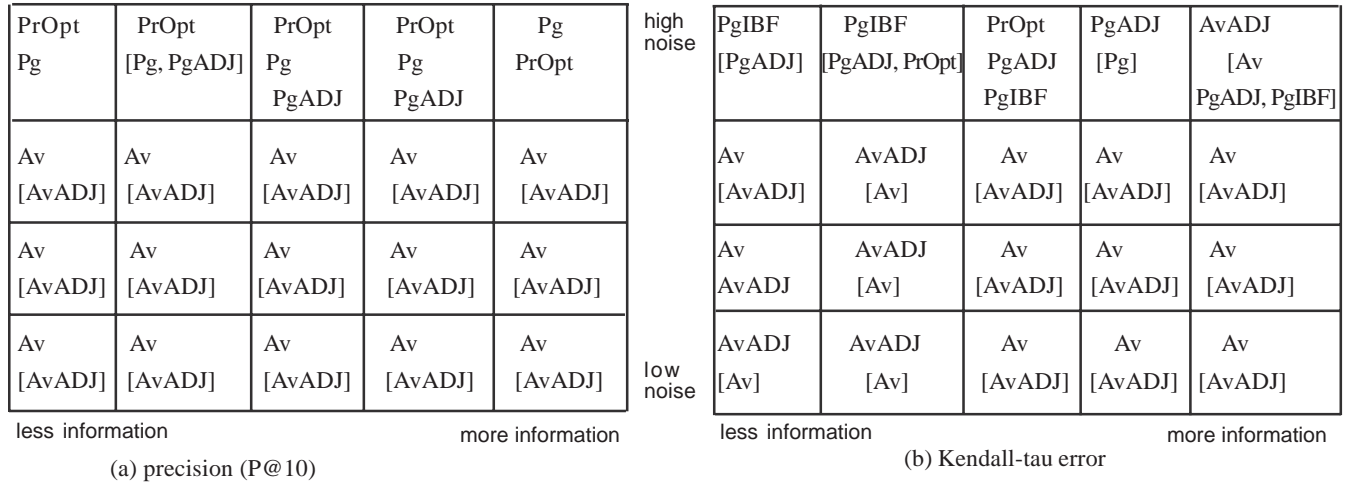 PrOpt PrOpt PrOpt PrOpt Pg
Pg [Pg, PgADJ] Pg Pg PrOpt
PgADJ PgADJ
Av Av Av Av Av
[AvADJ] [AvADJ] [AvADJ] [AvADJ] [AvADJ]
Av Av Av Av Av
[AvADJ] [AvADJ] [AvADJ] [AvADJ] [AvADJ]
Av Av Av Av Av
[AvADJ] [AvADJ] [AvADJ] [AvADJ] [AvADJ]
less information more information
(a) precision (P@10)
high
noise
low
noise
PgIBF PgIBF PrOpt PgADJ AvADJ
[PgADJ] [PgADJ, PrOpt] PgADJ [Pg] [Av
PgIBF PgADJ, PgIBF]
Av AvADJ Av Av Av
[AvADJ] [Av] [AvADJ] [AvADJ] [AvADJ]
Av AvADJ Av Av Av
AvADJ [Av] [AvADJ] [AvADJ] [AvADJ]
AvADJ AvADJ Av Av Av
[Av] [Av] [AvADJ] [AvADJ] [AvADJ]
less information more information
(b) Kendall-tau error